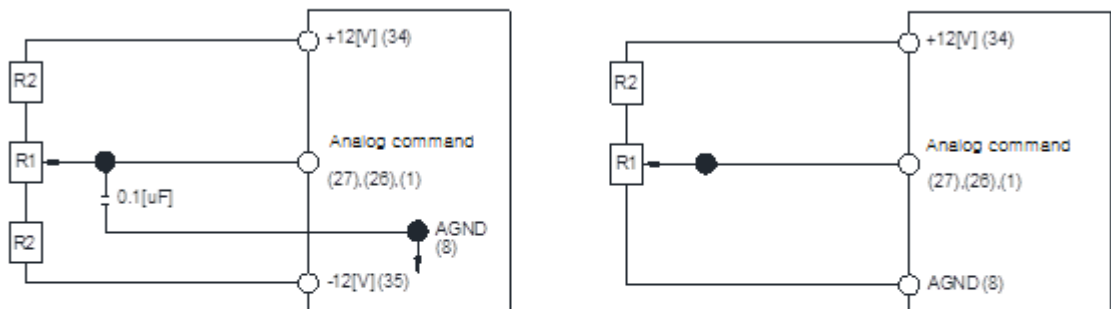 +12[V] (34)
R2
R1
Analog command
(27),(26),(1)
0.1[uF]
R2
AGND
(8)
-12[V] (35)
+12[V] (34)
R2
R1
Analog command
(27),(26),(1)
AGND (8)